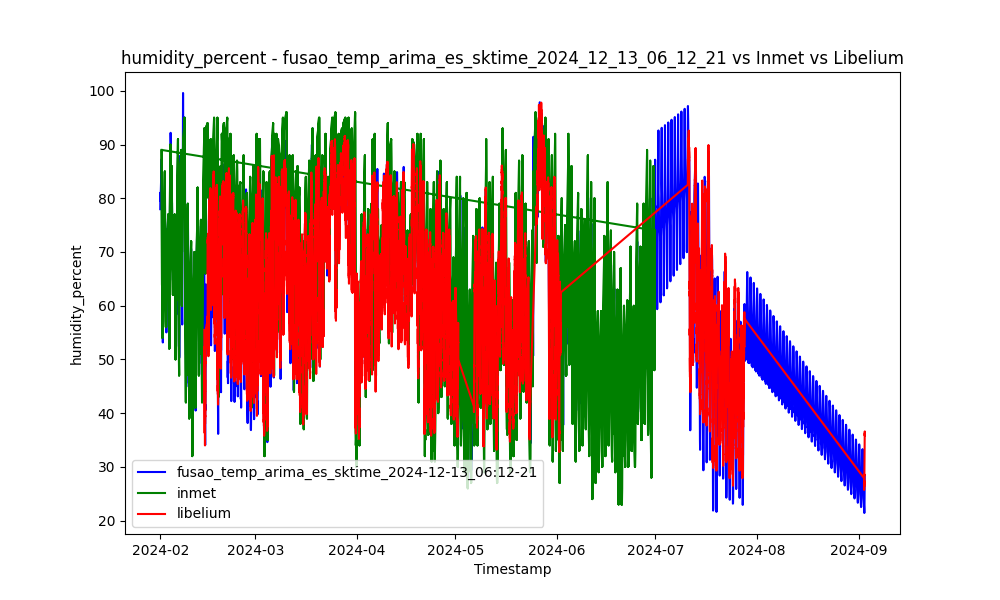 humidity_percent - fusao_temp_arima_es_sktime_2024_12_13_06_12_21 vs Inmet vs Libelium
100
90
80
70
60
50
40
30
20
humidity_percent
fusao_temp_arima_es_sktime_2024-12-13_06:12-21
inmet
libelium
2024-02 2024-03 2024-04 2024-05 2024-06 2024-07 2024-08 2024-09
Timestamp